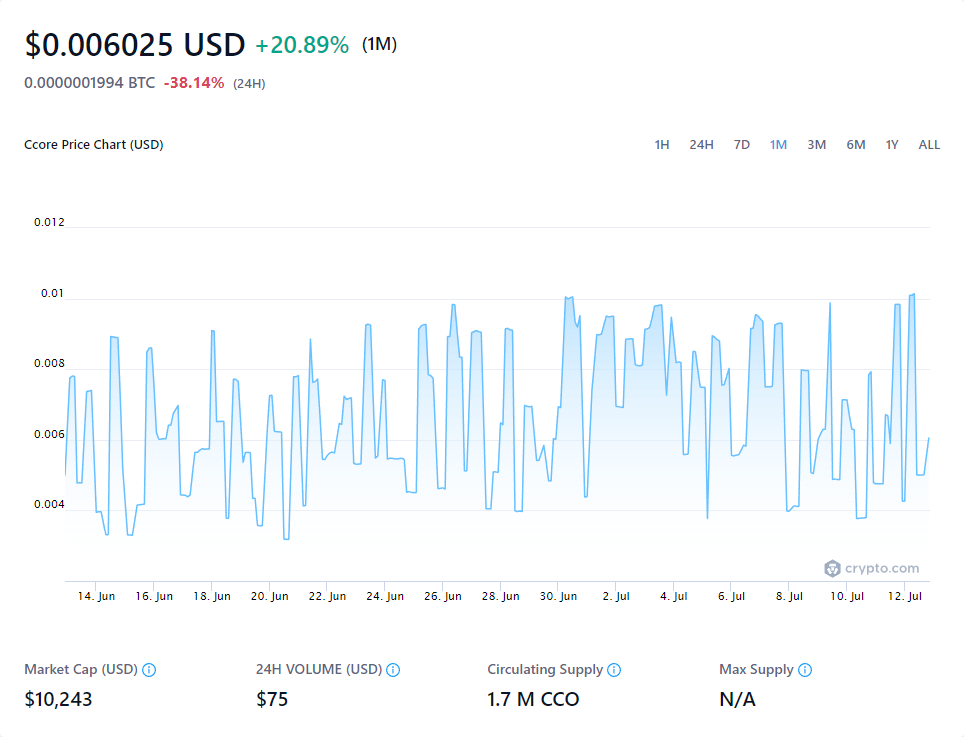 $0.006025 USD +20.89% (1M)
0.0000001994 BTC -38.14% (24H)
Ccore Price Chart (USD) 1H 24H 7D 1M 3M 6M 1Y ALL
0.012
0.01
0.008
0.006
0.004
crypto.com
14. Jun 16. Jun 18. Jun 20. Jun 22. Jun 24. Jun 26. Jun 28. Jun 30. Jun 2. Jul 4. Jul 6. Jul 8. Jul 10. Jul 12. Jul
Market Cap (USD) 24H VOLUME (USD) Circulating Supply Max Supply
$10,243 $75 1.7 M CCO N/A